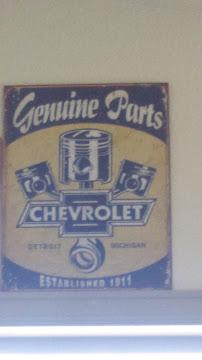 Genuine Parts
CHEVROLET
DETROIT MICHIGAN
ESTABLISHED 1911